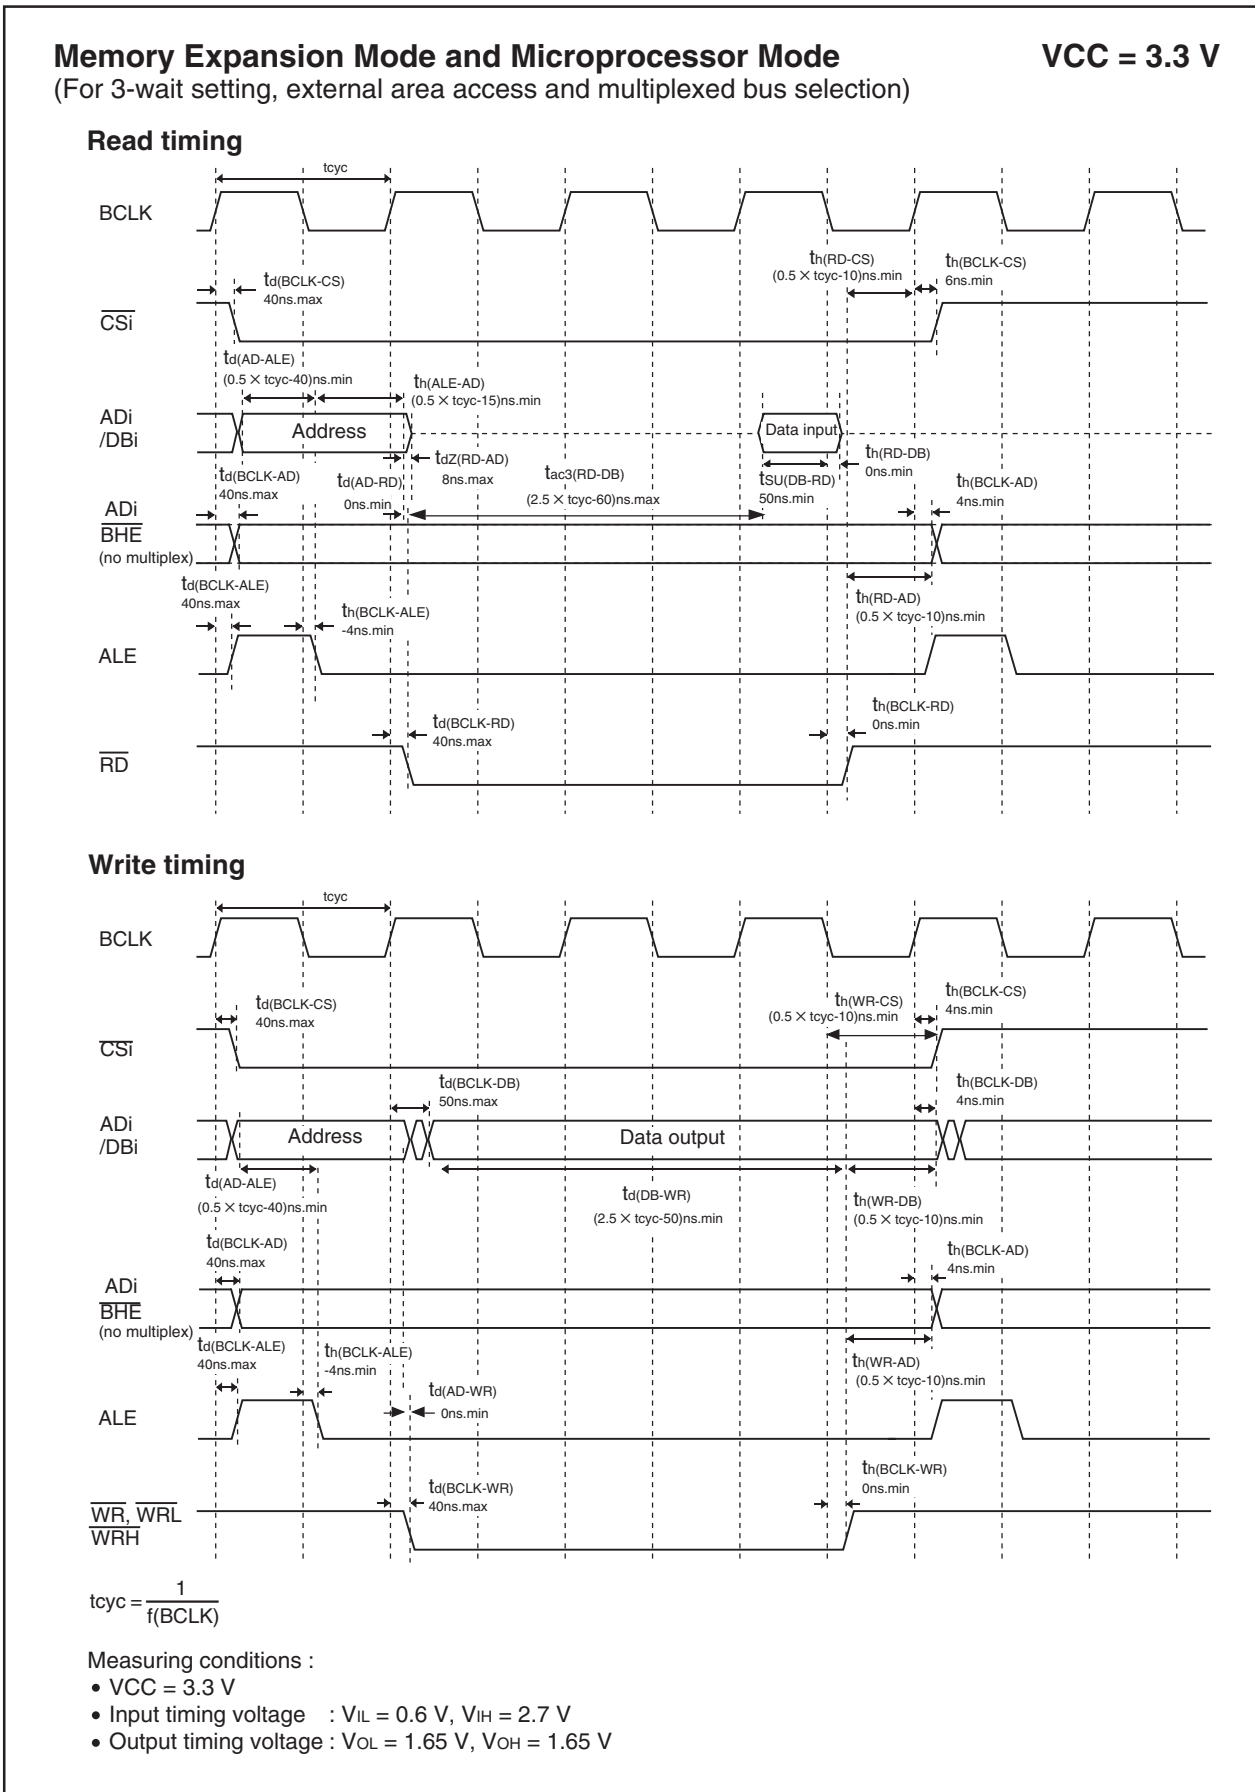 Memory Expansion Mode and Microprocessor Mode VCC = 3.3 V
(For 3-wait setting, external area access and multiplexed bus selection)
Read timing
tcyc
BCLK
td(BCLK-CS)
40ns.max
th(RD-CS)
(0.5 × tcyc-10)ns.min
th(BCLK-CS)
6ns.min
CSi
td(AD-ALE)
(0.5 × tcyc-40)ns.min
th(ALE-AD)
(0.5 × tcyc-15)ns.min
ADi
/DBi
Address
Data input
td(BCLK-AD)
40ns.max
td(AD-RD)
0ns.min
tdZ(RD-AD)
8ns.max
tac3(RD-DB)
(2.5 × tcyc-60)ns.max
tSU(DB-RD)
50ns.min
th(RD-DB)
0ns.min
th(BCLK-AD)
4ns.min
ADi
BHE
(no multiplex)
td(BCLK-ALE)
40ns.max
th(BCLK-ALE)
-4ns.min
th(RD-AD)
(0.5 × tcyc-10)ns.min
ALE
td(BCLK-RD)
40ns.max
th(BCLK-RD)
0ns.min
RD
Write timing
tcyc
BCLK
td(BCLK-CS)
40ns.max
th(WR-CS)
(0.5 × tcyc-10)ns.min
th(BCLK-CS)
4ns.min
CSi
td(BCLK-DB)
50ns.max
th(BCLK-DB)
4ns.min
ADi
/DBi
Address
Data output
td(AD-ALE)
(0.5 × tcyc-40)ns.min
td(DB-WR)
(2.5 × tcyc-50)ns.min
th(WR-DB)
(0.5 × tcyc-10)ns.min
td(BCLK-AD)
40ns.max
th(BCLK-AD)
4ns.min
ADi
BHE
(no multiplex)
td(BCLK-ALE)
40ns.max
th(BCLK-ALE)
-4ns.min
th(WR-AD)
(0.5 × tcyc-10)ns.min
td(AD-WR)
0ns.min
ALE
td(BCLK-WR)
40ns.max
th(BCLK-WR)
0ns.min
WR, WRL
WRH
tcyc = 1
f(BCLK)
Measuring conditions :
• VCC = 3.3 V
• Input timing voltage : VIL = 0.6 V, VIH = 2.7 V
• Output timing voltage : VOL = 1.65 V, VOH = 1.65 V